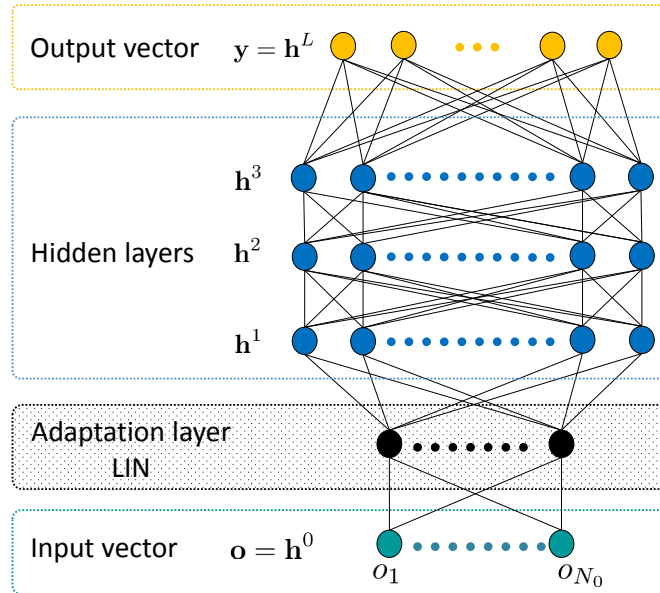 Output vector y = h^L
h^3
Hidden layers h^2
h^1
Adaptation layer
LIN
Input vector o = h^0
o_1 o_{N_0}